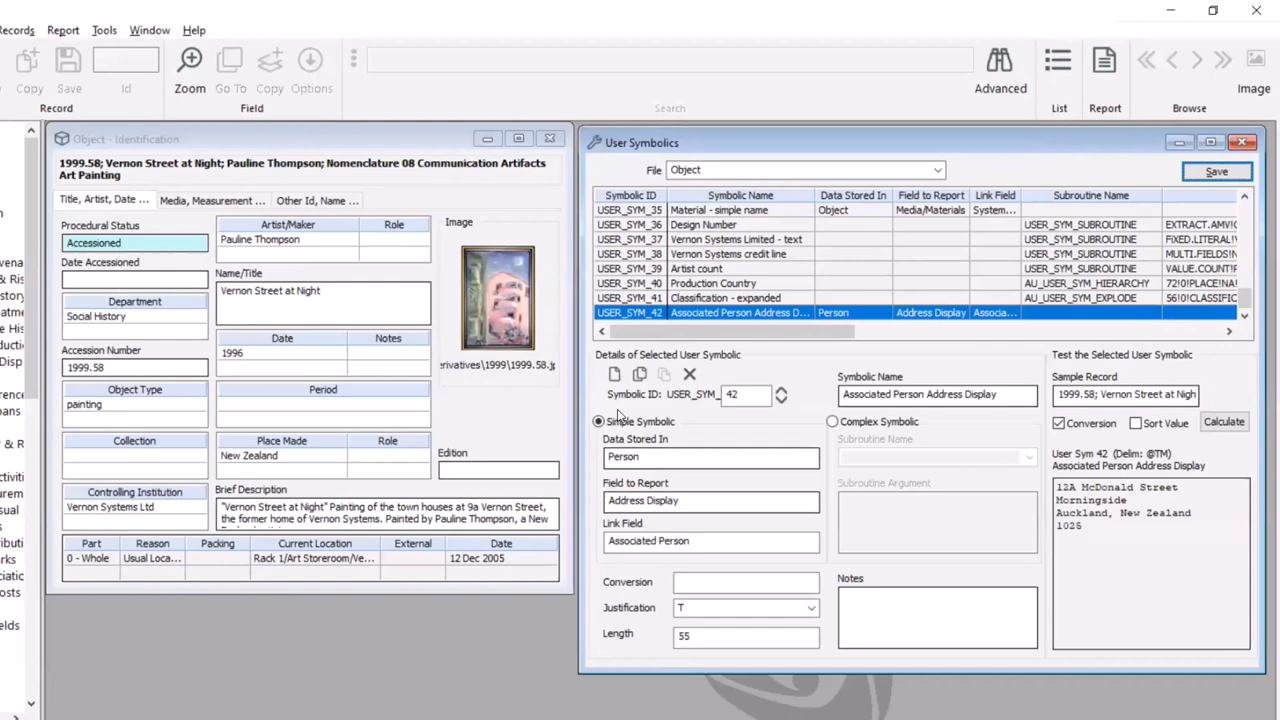 Records Report Tools Window Help
Copy Save Id Zoom Go To Copy Options Advanced List Report Browse Image
Record Field Search
Object - Identification
1999.58; Vernon Street at Night; Pauline Thompson; Nomenclature 08 Communication Artifacts
Art Painting
Title, Artist, Date ... Media, Measurement ... Other Id, Name ...
Procedural Status
Accessioned
Date Accessioned
Department
Social History
Accession Number
1999.58
Object Type
painting
Collection
Controlling Institution
Vernon Systems Ltd
Artist/Maker Role
Pauline Thompson
Name/Title
Vernon Street at Night
Date Notes
1996
Period
Place Made Role
New Zealand
Brief Description
"Vernon Street at Night" Painting of the town houses at 9a Vernon Street,
the former home of Vernon Systems. Painted by Pauline Thompson, a New
Image
erivatives\1999\1999.58.jp
Edition
Part Reason Packing Current Location External Date
0 - Whole Usual Loca... Rack 1/Art Storeroom/Ve... 12 Dec 2005
User Symbolics
File Object Save
Symbolic ID Symbolic Name Data Stored In Field to Report Link Field Subroutine Name
USER_SYM_35 Material - simple name Object Media/Materials System...
USER_SYM_36 Design Number USER_SYM_SUBROUTINE EXTRACT.AMVI
USER_SYM_37 Vernon Systems Limited - text USER_SYM_SUBROUTINE FIXED.LITERAL!
USER_SYM_38 Vernon Systems credit line USER_SYM_SUBROUTINE MULTI.FIELDS!
USER_SYM_39 Artist count USER_SYM_SUBROUTINE VALUE.COUNT!
USER_SYM_40 Production Country AU_USER_SYM_HIERARCHY 72!0!PLACE!NA
USER_SYM_41 Classification - expanded AU_USER_SYM_EXPLODE 56!0!CLASSIFIC
USER_SYM_42 Associated Person Address D... Person Address Display Associa...
Details of Selected User Symbolic
Symbolic ID: USER_SYM_ 42
Symbolic Name
Associated Person Address Display
Simple Symbolic
Data Stored In
Person
Field to Report
Address Display
Link Field
Associated Person
Conversion
Justification T
Length 55
Complex Symbolic
Subroutine Name
Subroutine Argument
Notes
Test the Selected User Symbolic
Sample Record
1999.58; Vernon Street at Nigh
Conversion Sort Value Calculate
User Sym 42 (Delim: @TM)
Associated Person Address Display
12A McDonald Street
Morningside
Auckland, New Zealand
1025